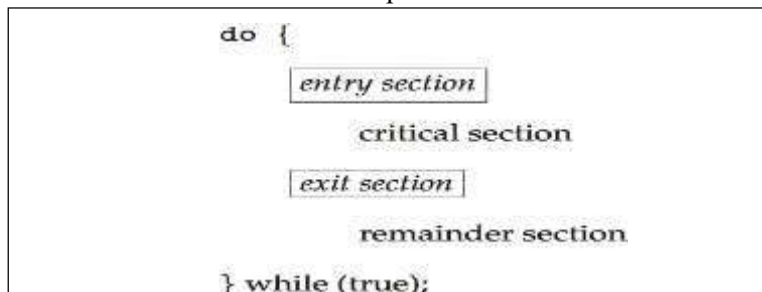 do {
entry section
critical section
exit section
remainder section
} while (true);